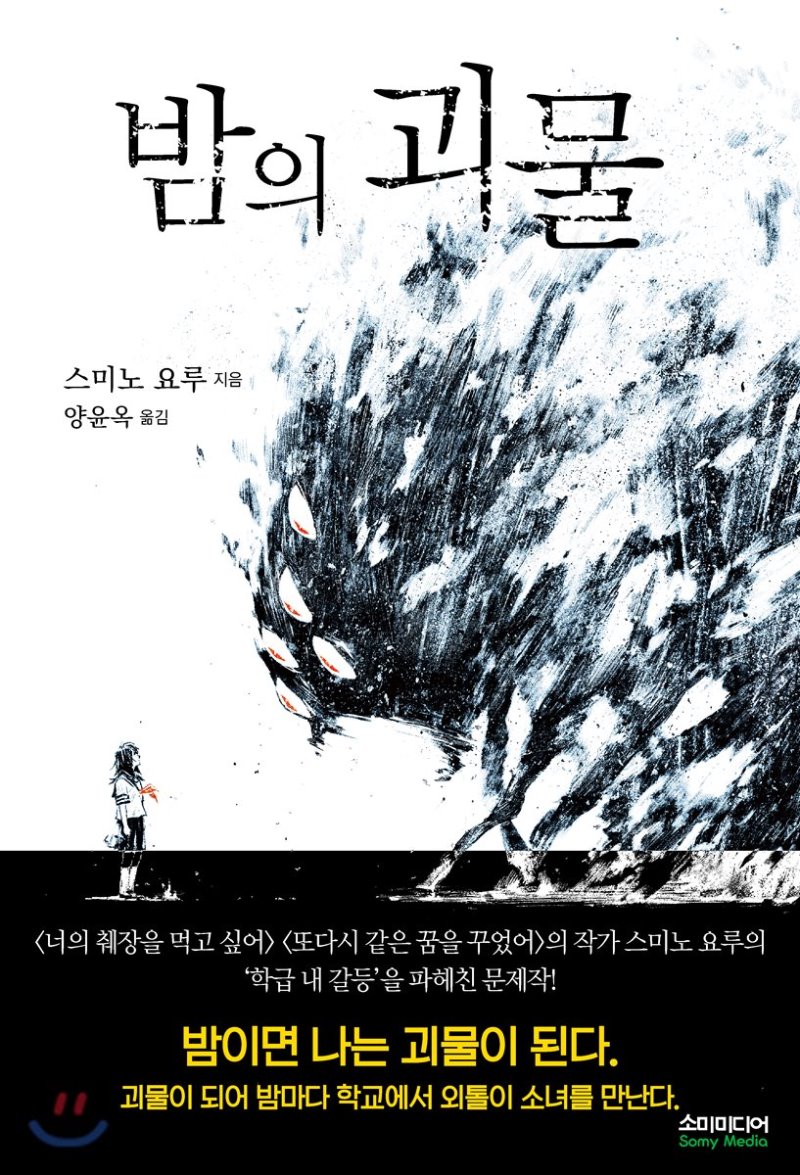 밤의 괴물
스미노 요루 지음
양윤옥 옮김
〈너의 췌장을 먹고 싶어〉 〈또다시 같은 꿈을 꾸었어〉의 작가 스미노 요루의
‘학급 내 갈등’을 파헤친 문제작!
밤이면 나는 괴물이 된다.
괴물이 되어 밤마다 학교에서 외톨이 소녀를 만난다.
소미미디어
Somy Media